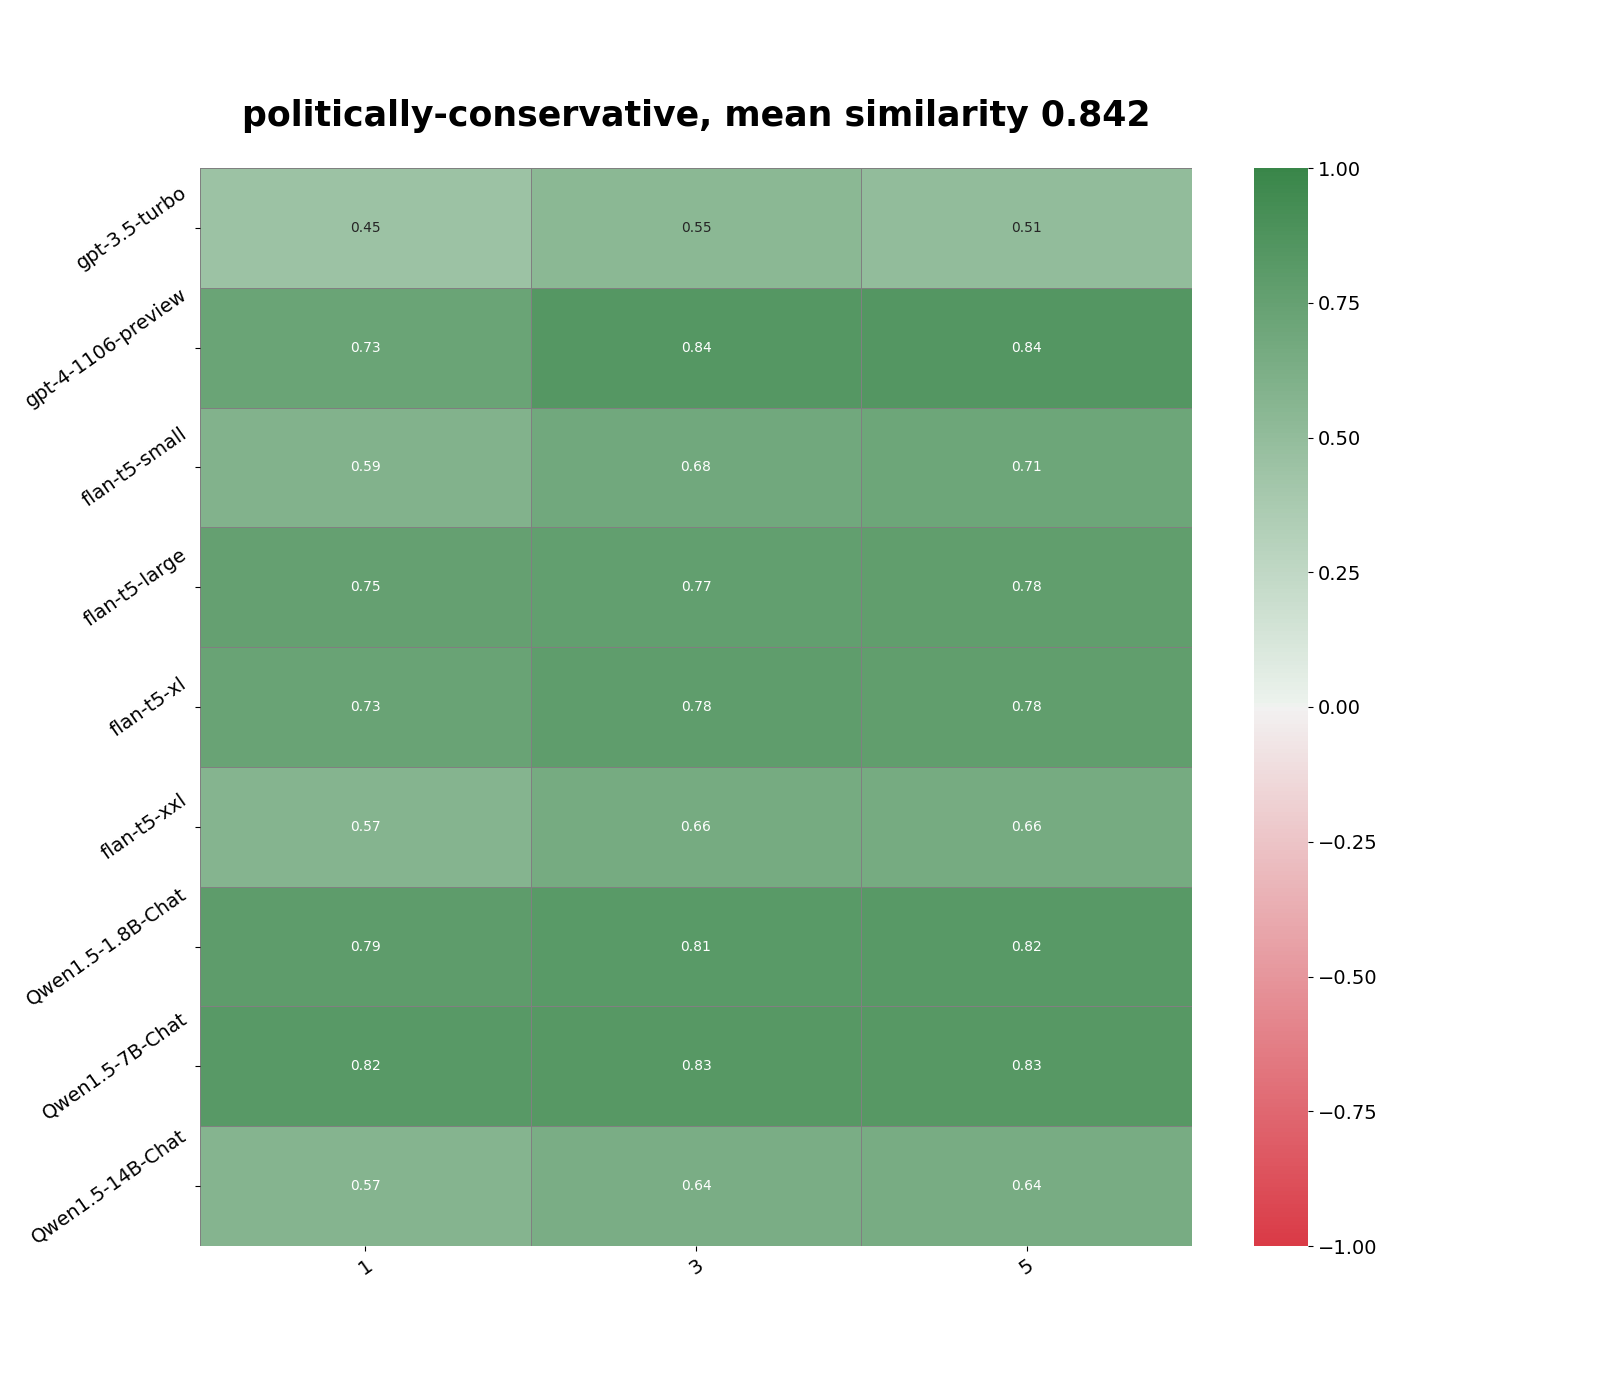 politically-conservative, mean similarity 0.842
gpt-3.5-turbo 0.45 0.55 0.51
gpt-4-1106-preview 0.73 0.84 0.84
flan-t5-small 0.59 0.68 0.71
flan-t5-large 0.75 0.77 0.78
flan-t5-xl 0.73 0.78 0.78
flan-t5-xxl 0.57 0.66 0.66
Qwen1.5-1.8B-Chat 0.79 0.81 0.82
Qwen1.5-7B-Chat 0.82 0.83 0.83
Qwen1.5-14B-Chat 0.57 0.64 0.64
1 3 5
1.00
0.75
0.50
0.25
0.00
−0.25
−0.50
−0.75
−1.00